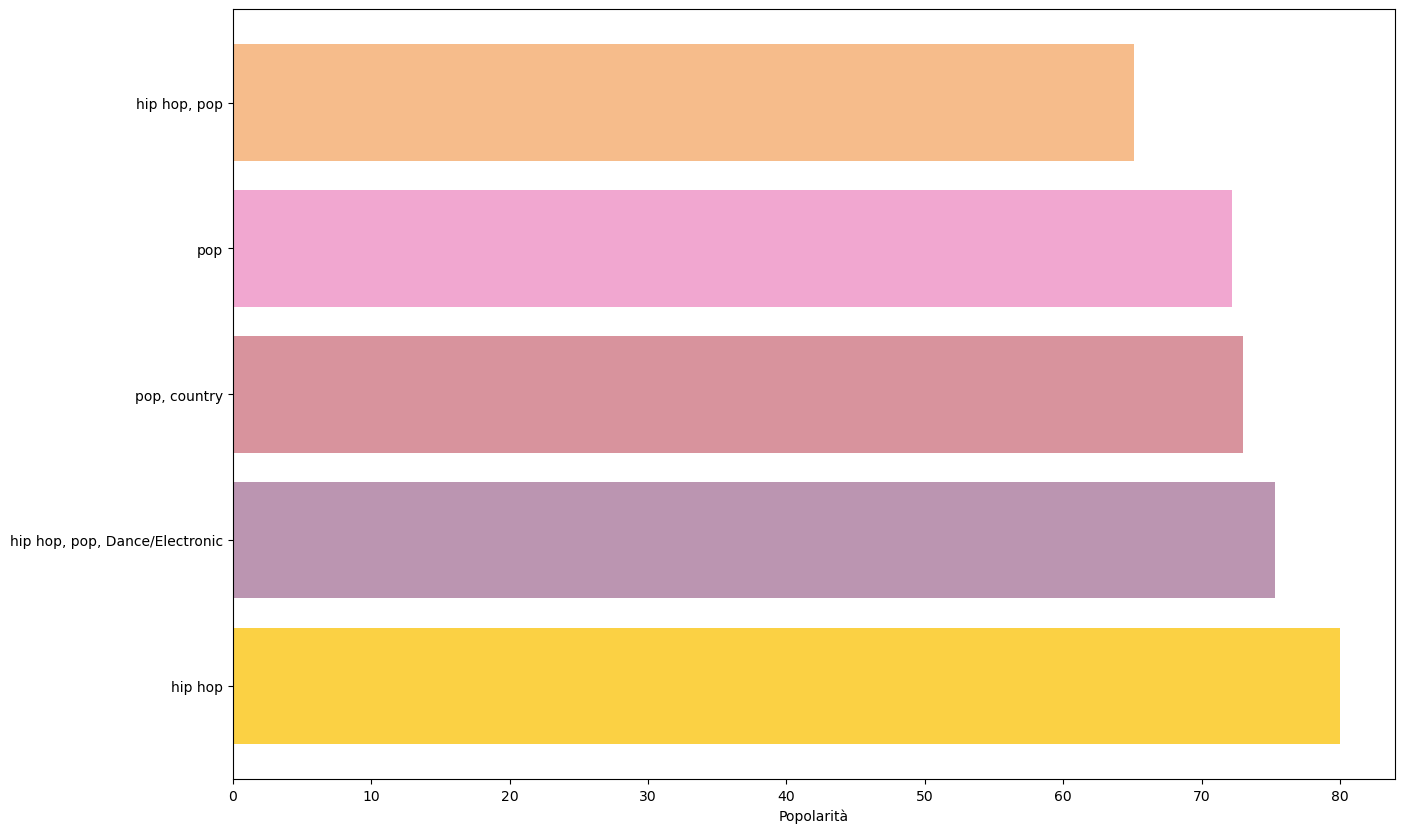 hip hop, pop
pop
pop, country
hip hop, pop, Dance/Electronic
hip hop
0 10 20 30 40 50 60 70 80
Popolarità